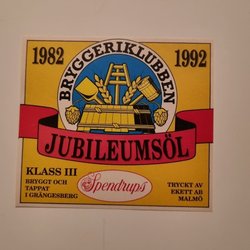 1982 1992
BRYGGERIKLUBBEN
JUBILEUMSÖL
KLASS III
BRYGGT OCH
TAPPAT
I GRÄNGESBERG
Spendrups
TRYCKT AV
EKETT AB
MALMÖ